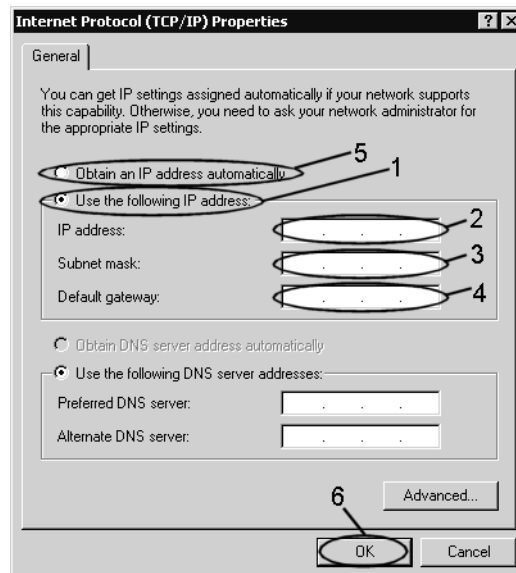 Internet Protocol (TCP/IP) Properties ? X
General
You can get IP settings assigned automatically if your network supports
this capability. Otherwise, you need to ask your network administrator for
the appropriate IP settings.
5
Obtain an IP address automatically
1
Use the following IP address:
IP address: . . . 2
Subnet mask: . . . 3
Default gateway: . . . 4
Obtain DNS server address automatically
Use the following DNS server addresses:
Preferred DNS server: . . .
Alternate DNS server: . . .
6
Advanced...
OK Cancel